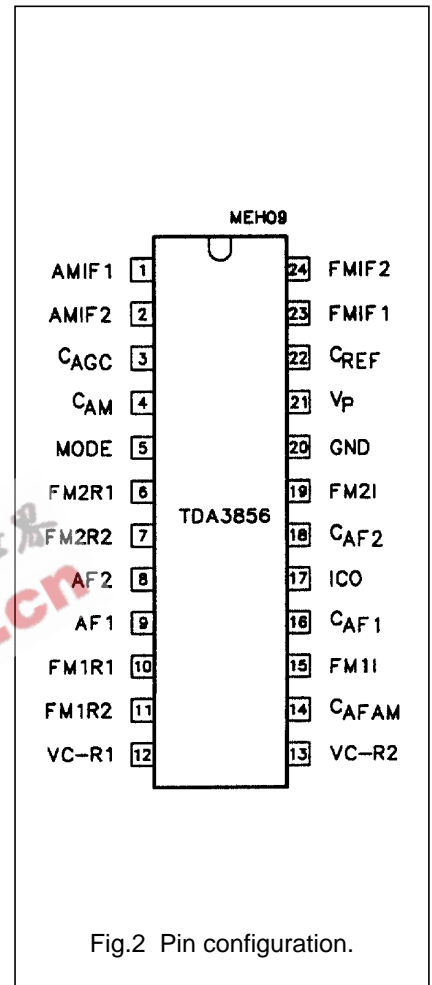 MEH09
AMIF1 1
AMIF2 2
CAGC 3
CAM 4
MODE 5
FM2R1 6
FM2R2 7
AF2 8
AF1 9
FM1R1 10
FM1R2 11
VC-R1 12
TDA3856
24 FMIF2
23 FMIF1
22 CREF
21 VP
20 GND
19 FM2I
18 CAF2
17 ICO
16 CAF1
15 FM1I
14 CAFAM
13 VC-R2
.cn
Fig.2 Pin configuration.